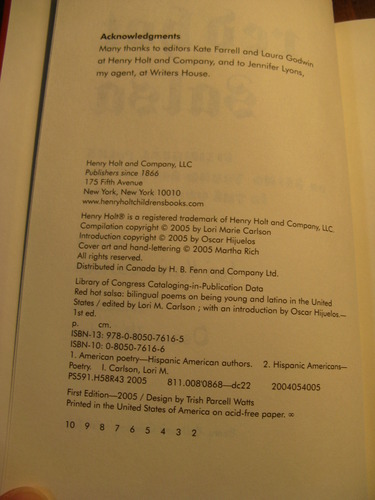 Acknowledgments
Many thanks to editors Kate Farrell and Laura Godwin
at Henry Holt and Company, and to Jennifer Lyons,
my agent, at Writers House.
Henry Holt and Company, LLC
Publishers since 1866
175 Fifth Avenue
New York, New York 10010
www.henryholtchildrensbooks.com
Henry Holt® is a registered trademark of Henry Holt and Company, LLC.
Compilation copyright © 2005 by Lori Marie Carlson
Introduction copyright © 2005 by Oscar Hijuelos
Cover art and hand-lettering © 2005 Martha Rich
All rights reserved.
Distributed in Canada by H. B. Fenn and Company Ltd.
Library of Congress Cataloging-in-Publication Data
Red hot salsa: bilingual poems on being young and latino in the United
States / edited by Lori M. Carlson ; with an introduction by Oscar Hijuelos.—
1st ed.
p. cm.
ISBN-13: 978-0-8050-7616-5
ISBN-10: 0-8050-7616-6
1. American poetry—Hispanic American authors. 2. Hispanic Americans—
Poetry. I. Carlson, Lori M.
PS591.H58R43 2005 811.008'0868—dc22 2004054005
First Edition—2005 / Design by Trish Parcell Watts
Printed in the United States of America on acid-free paper. ∞
10 9 8 7 6 5 4 3 2